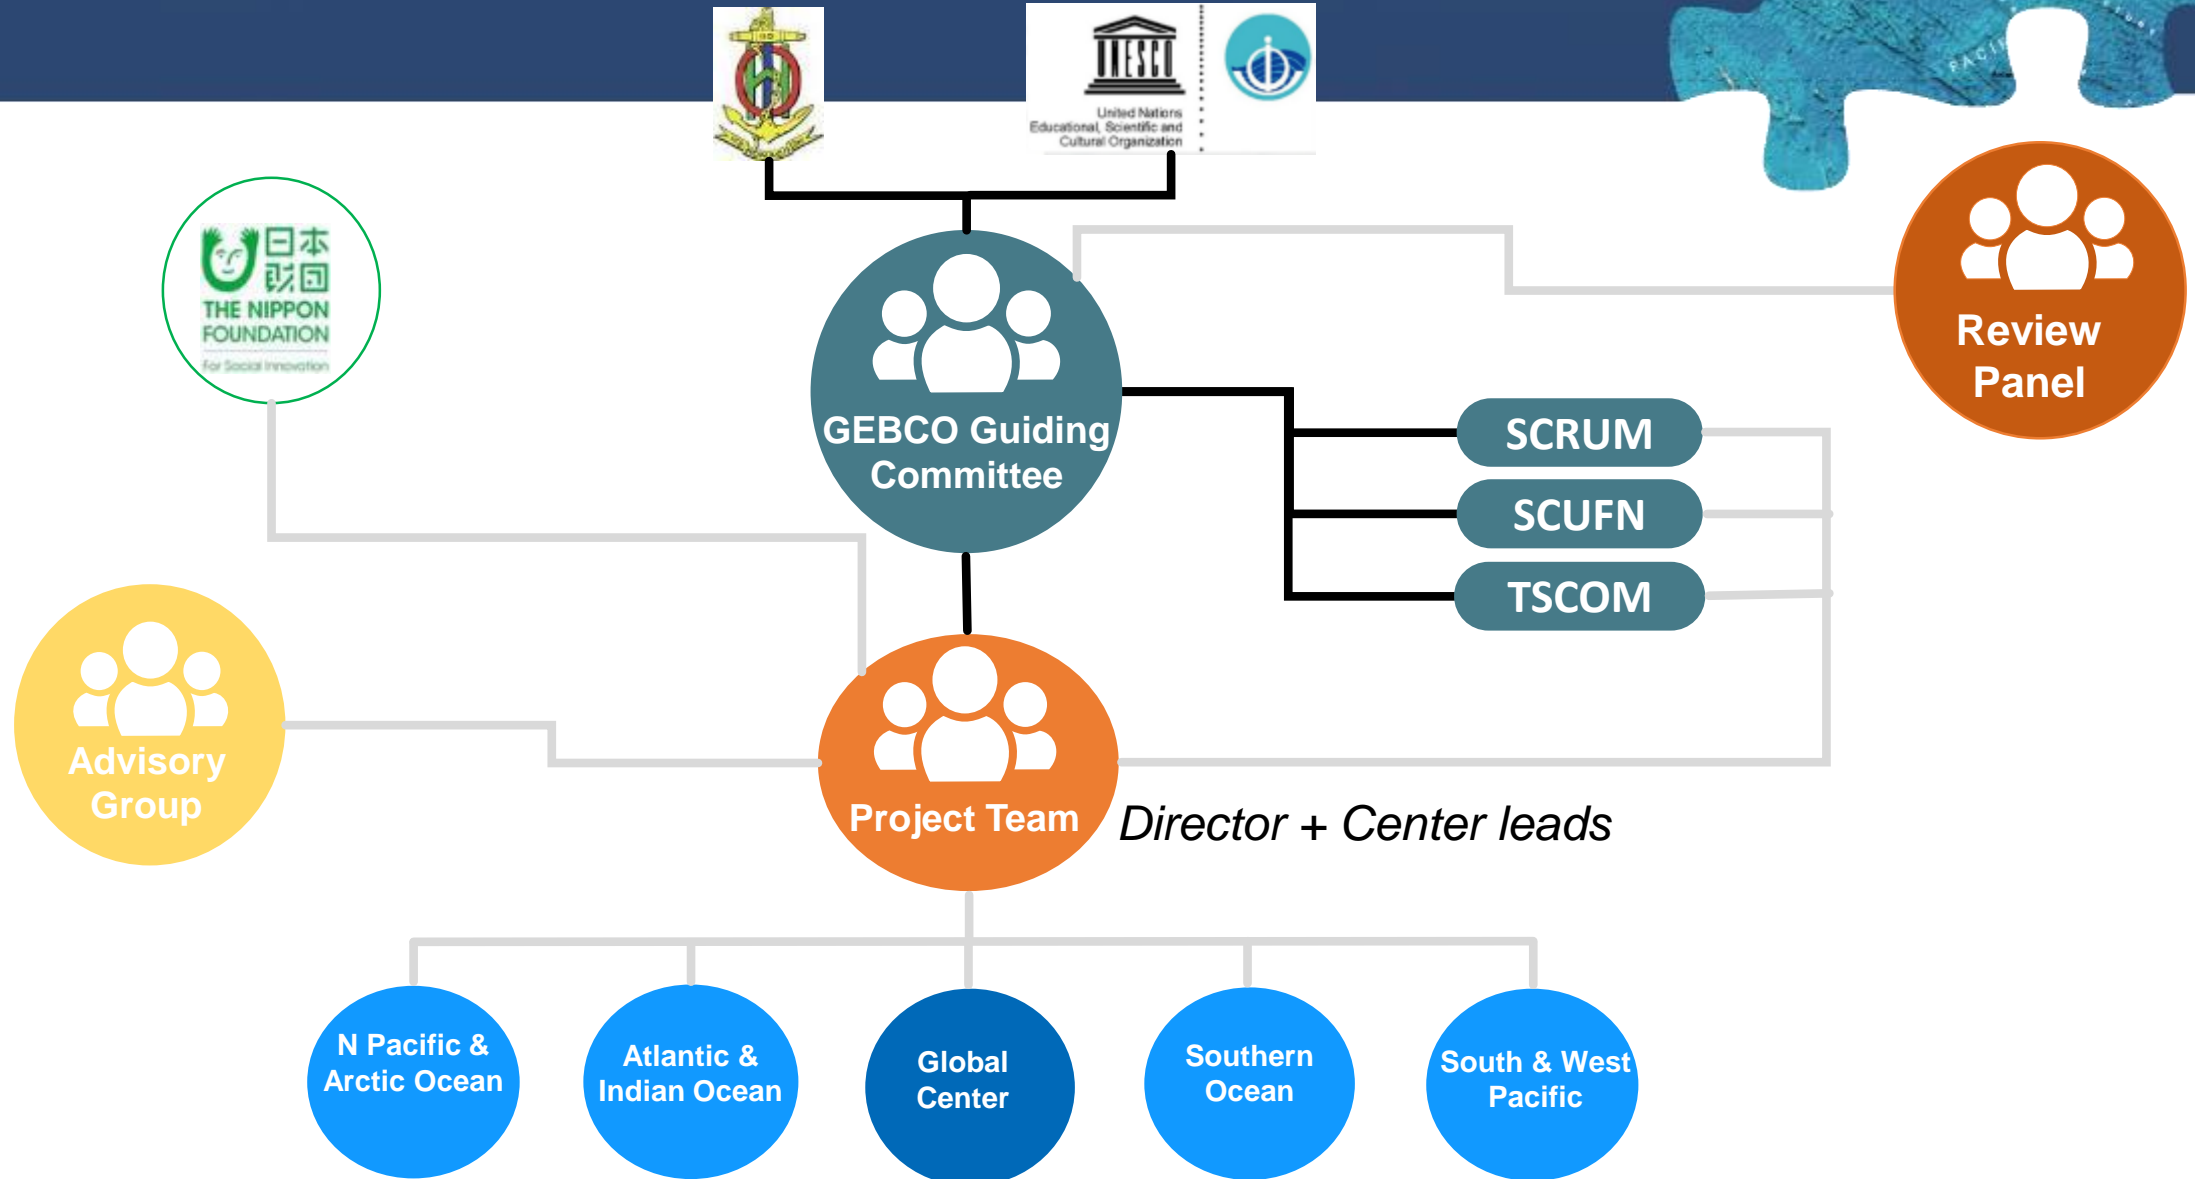 UNESCO
United Nations
Educational, Scientific and
Cultural Organization
PACIF
日本
財団
THE NIPPON
FOUNDATION
For Social Innovation
GEBCO Guiding
Committee
Review
Panel
SCRUM
SCUFN
TSCOM
Advisory
Group
Project Team
Director + Center leads
N Pacific &
Arctic Ocean
Atlantic &
Indian Ocean
Global
Center
Southern
Ocean
South & West
Pacific